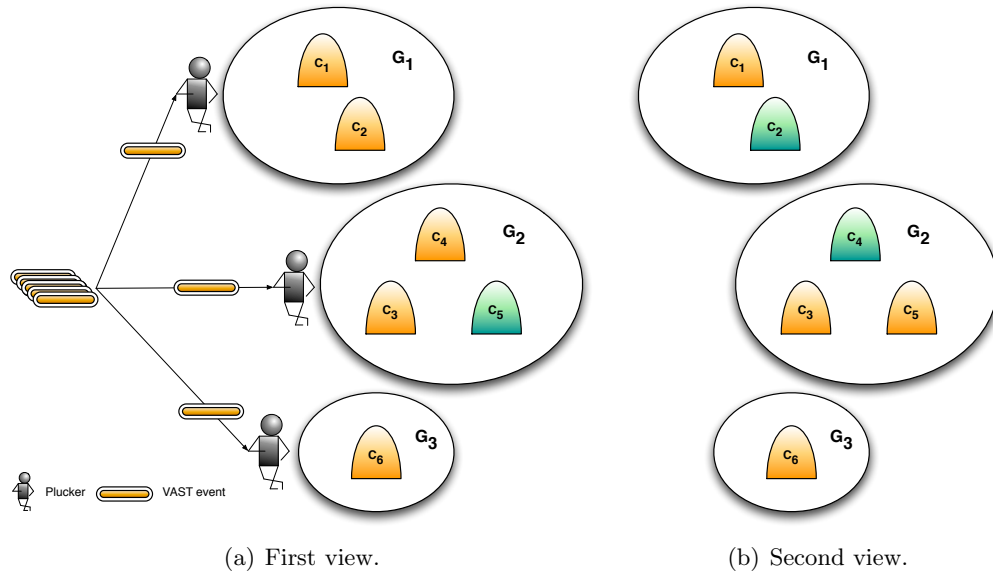 G1
C1
C2
G2
C4
C3
C5
G3
C6
Plucker
VAST event
(a) First view.
G1
C1
C2
G2
C4
C3
C5
G3
C6
(b) Second view.